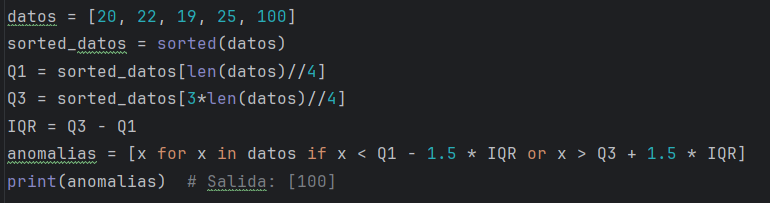 datos = [20, 22, 19, 25, 100]
sorted_datos = sorted(datos)
Q1 = sorted_datos[len(datos)//4]
Q3 = sorted_datos[3*len(datos)//4]
IQR = Q3 - Q1
anomalias = [x for x in datos if x < Q1 - 1.5 * IQR or x > Q3 + 1.5 * IQR]
print(anomalias)  # Salida: [100]